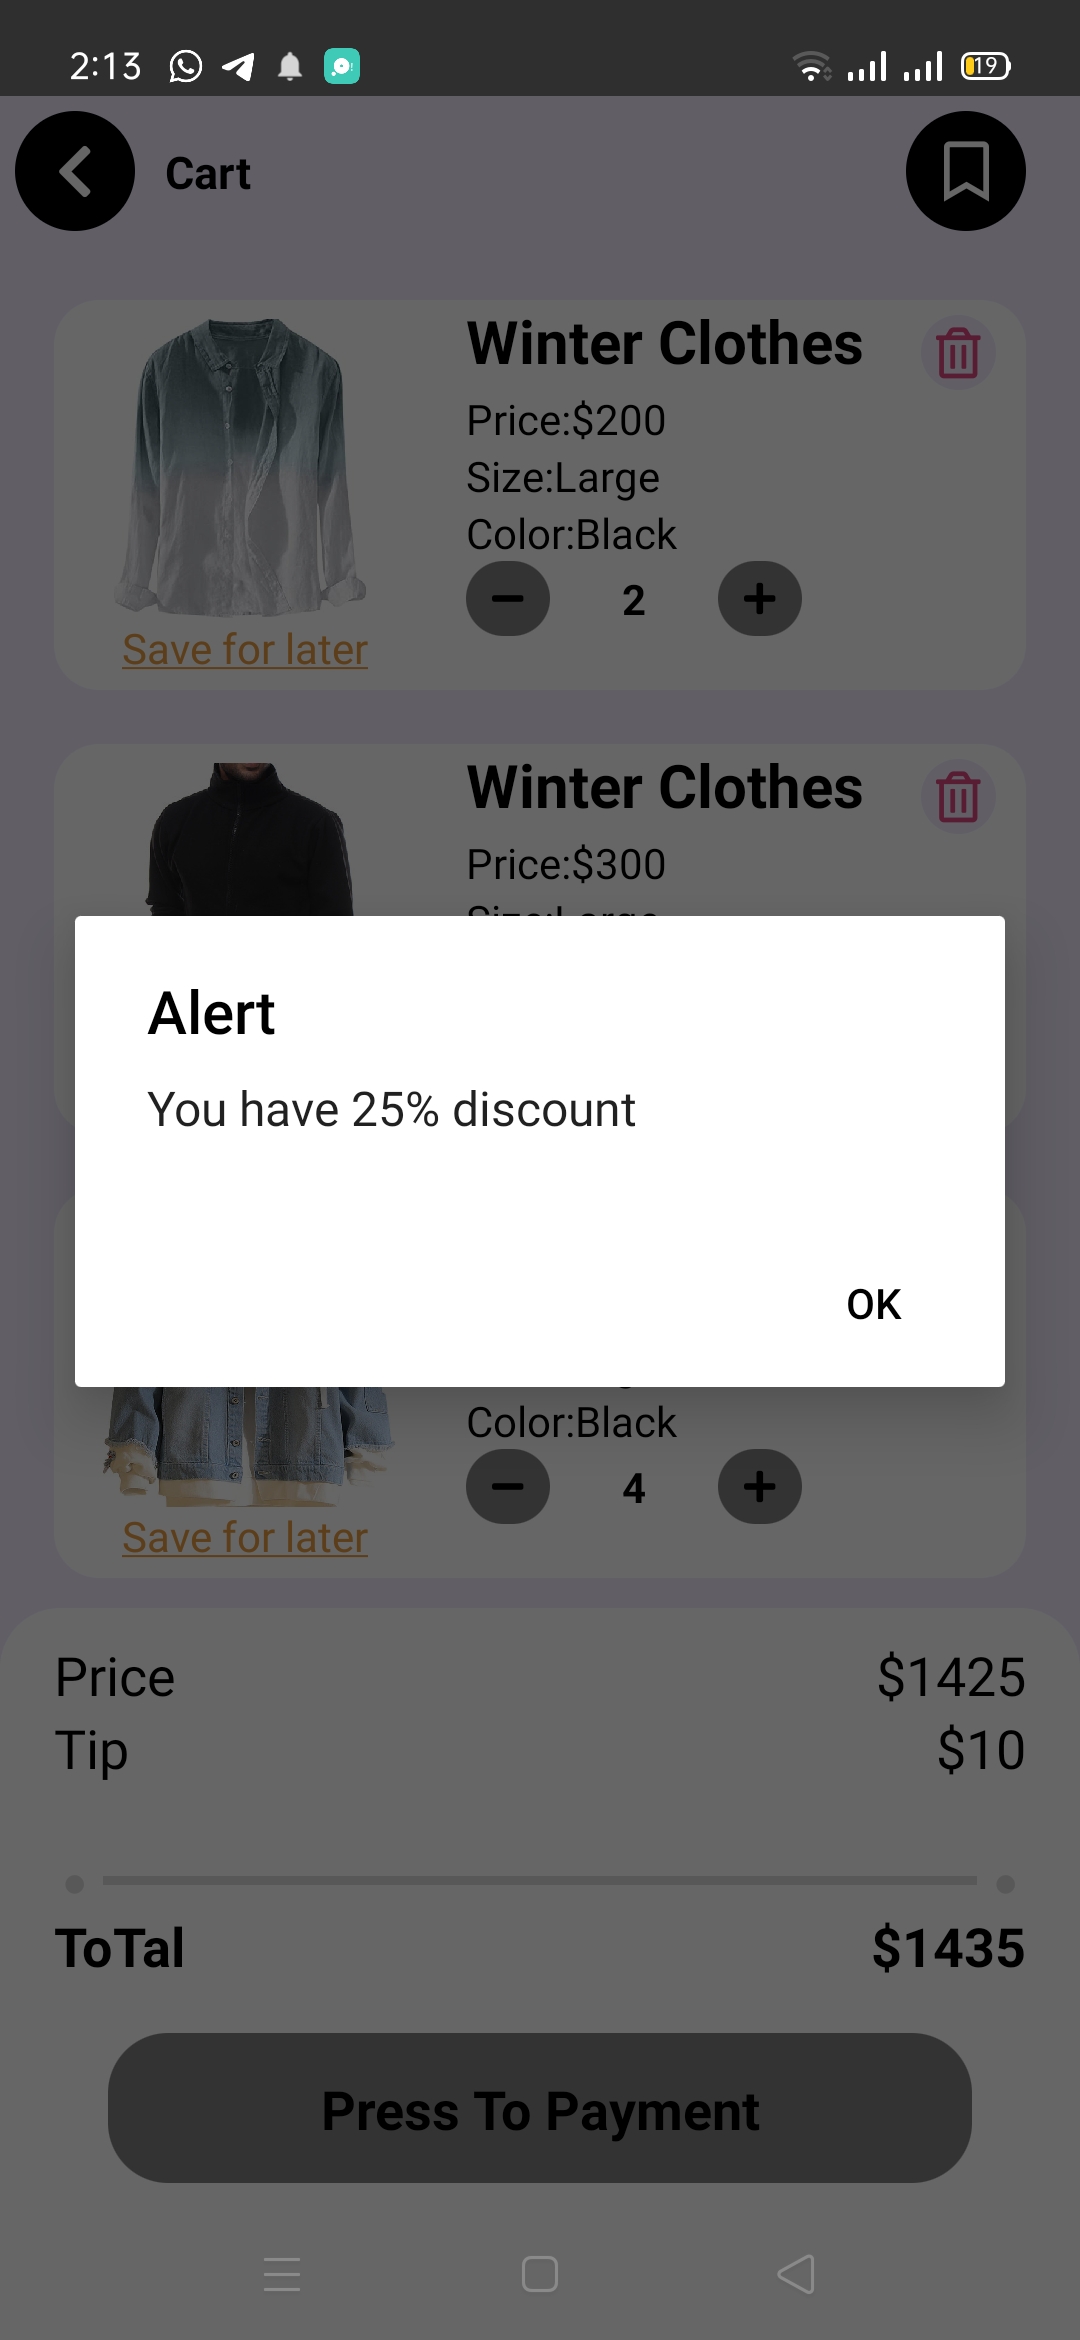 2:13
19
Cart
Winter Clothes
Price:$200
Size:Large
Color:Black
2
Save for later
Winter Clothes
Price:$300
Size:Large
Alert
You have 25% discount
OK
Color:Black
4
Save for later
Price $1425
Tip $10
ToTal $1435
Press To Payment